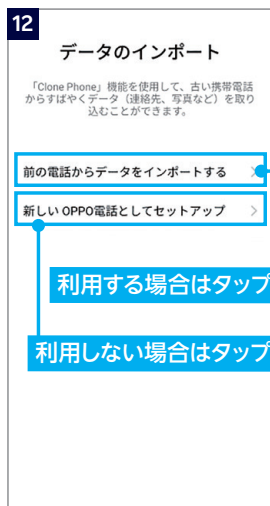 12
データのインポート
「Clone Phone」機能を使用して、古い携帯電話
からすばやくデータ（連絡先、写真など）を取り
込むことができます。
前の電話からデータをインポートする
新しい OPPO電話としてセットアップ
利用する場合はタップ
利用しない場合はタップ